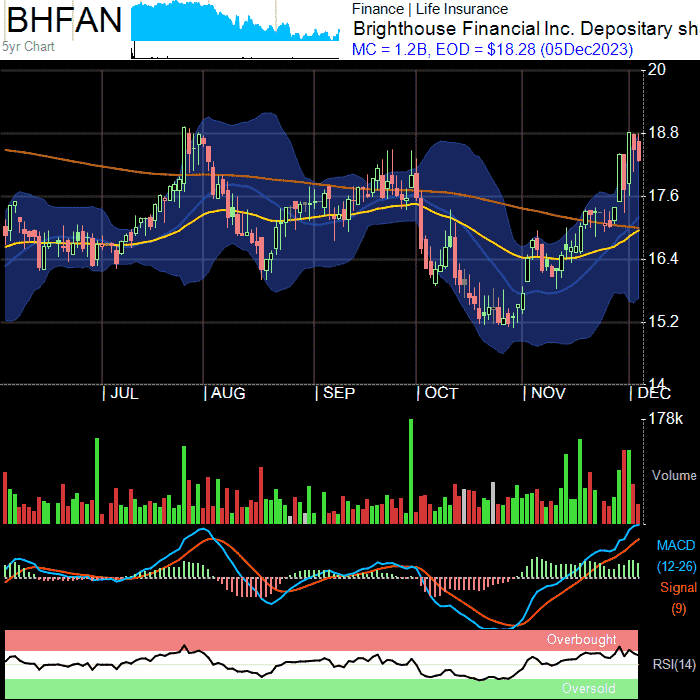 BHFAN
5yr Chart
Finance | Life Insurance
Brighthouse Financial Inc. Depositary sh
MC = 1.2B, EOD = $18.28 (05Dec2023)
20
18.8
17.6
16.4
15.2
14
| JUL | AUG | SEP | OCT | NOV | DEC
178k
Volume
MACD
(12-26)
Signal
(9)
Overbought
RSI(14)
Oversold